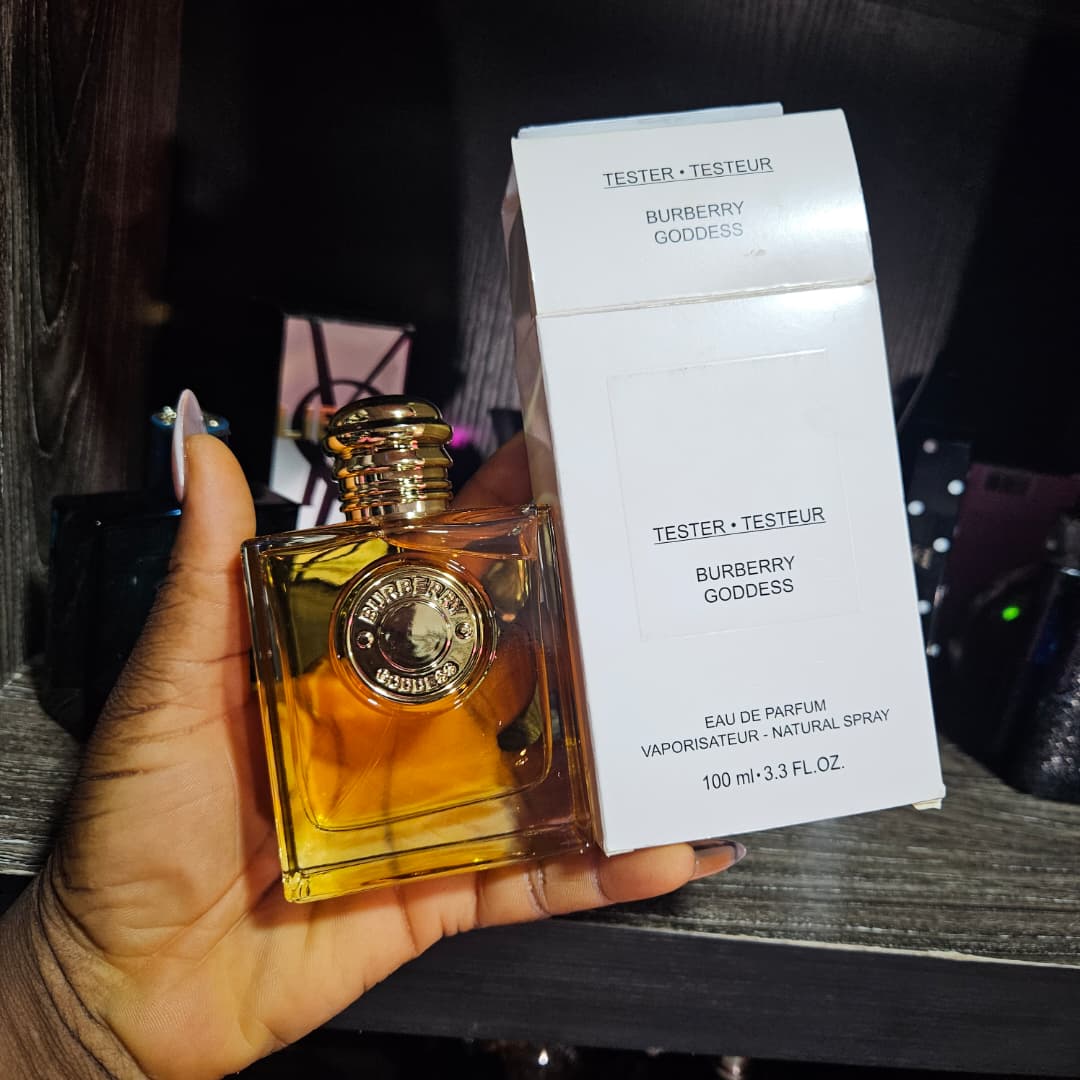 TESTER • TESTEUR
BURBERRY
GODDESS
TESTER • TESTEUR
BURBERRY
GODDESS
EAU DE PARFUM
VAPORISATEUR - NATURAL SPRAY
100 ml • 3.3 FL.OZ.
BURBERRY
GODDESS